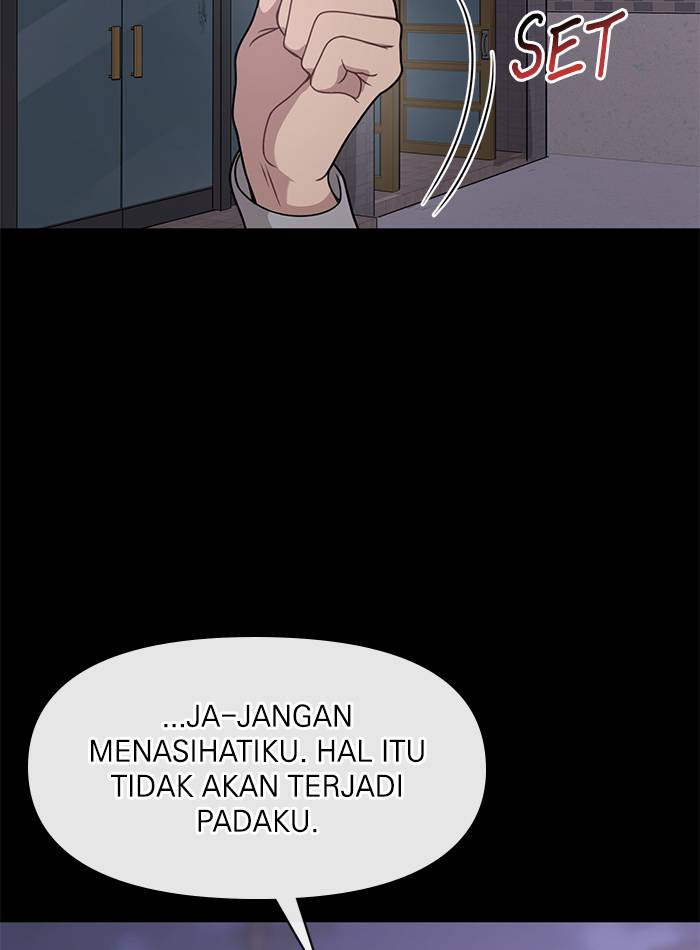 SET
...JA-JANGAN
MENASIHATIKU. HAL ITU
TIDAK AKAN TERJADI
PADAKU.